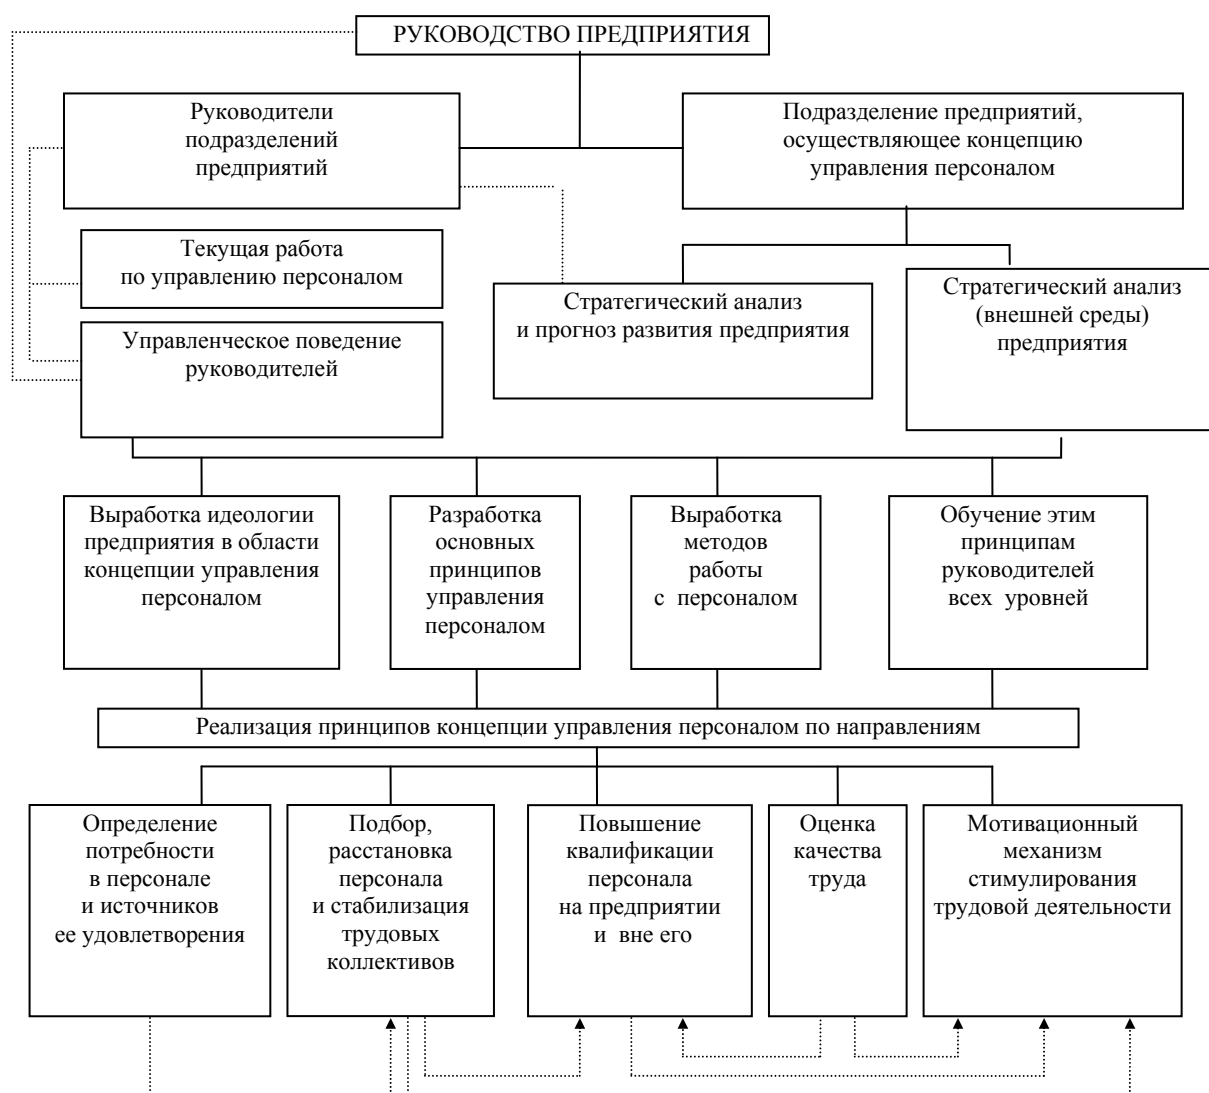 РУКОВОДСТВО ПРЕДПРИЯТИЯ
Руководители
подразделений
предприятий
Подразделение предприятий,
осуществляющее концепцию
управления персоналом
Текущая работа
по управлению персоналом
Стратегический анализ
и прогноз развития предприятия
Стратегический анализ
(внешней среды)
предприятия
Управленческое поведение
руководителей
Выработка идеологии
предприятия в области
концепции управления
персоналом
Разработка
основных
принципов
управления
персоналом
Выработка
методов
работы
с персоналом
Обучение этим
принципам
руководителей
всех уровней
Реализация принципов концепции управления персоналом по направлениям
Определение
потребности
в персонале
и источников
ее удовлетворения
Подбор,
расстановка
персонала
и стабилизация
трудовых
коллективов
Повышение
квалификации
персонала
на предприятии
и вне его
Оценка
качества
труда
Мотивационный
механизм
стимулирования
трудовой деятельности